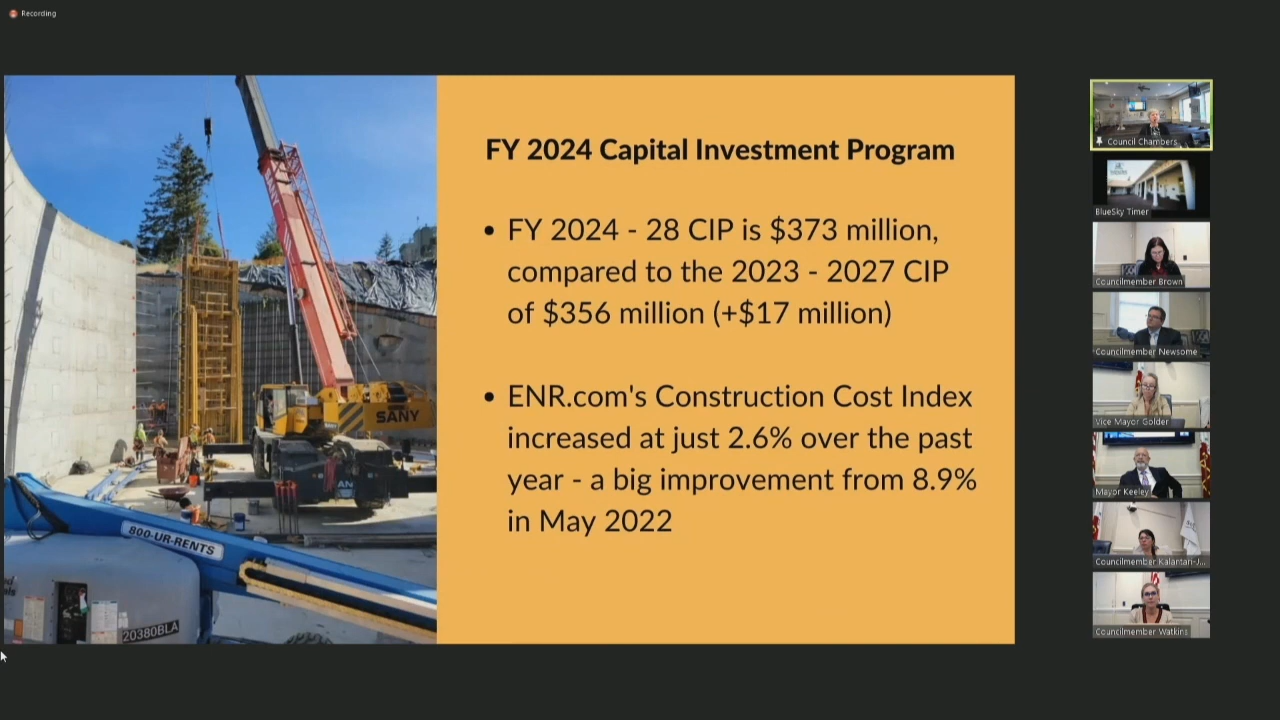 Recording
FY 2024 Capital Investment Program
• FY 2024 - 28 CIP is $373 million,
compared to the 2023 - 2027 CIP
of $356 million (+$17 million)
• ENR.com's Construction Cost Index
increased at just 2.6% over the past
year - a big improvement from 8.9%
in May 2022
SANY
800-UR-RENTS
20380BLA
Council Chambers
BlueSky Timer
Councilmember Brown
Councilmember Newsome
Vice Mayor Golder
Mayor Keeley
Councilmember Kalantari-J...
Councilmember Watkins